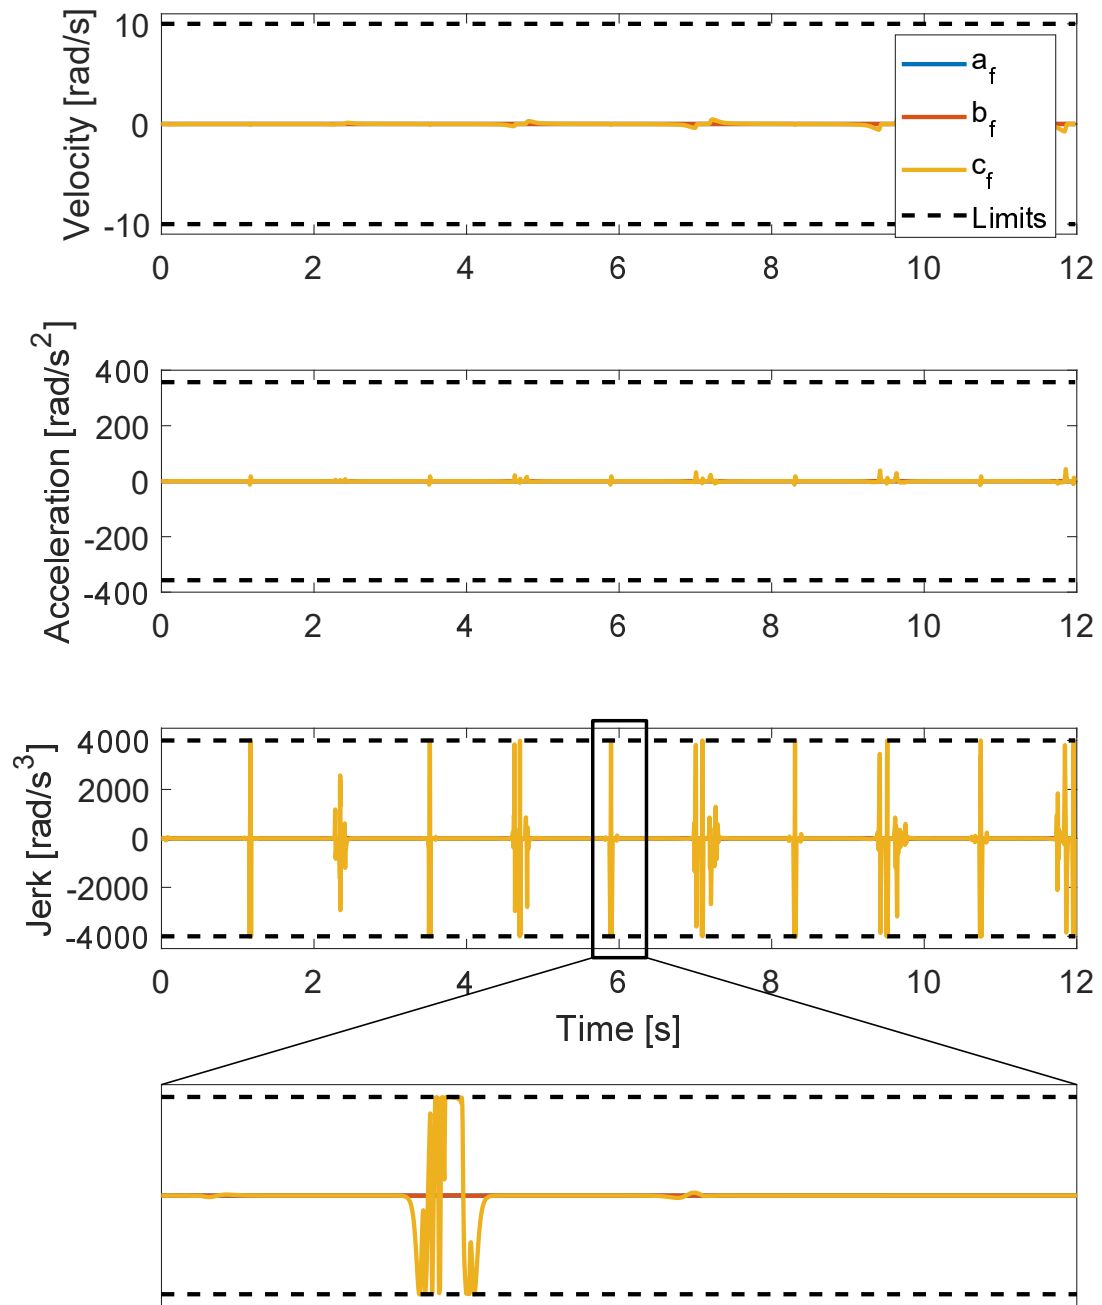 Velocity [rad/s]
10
0
-10
a_f
b_f
c_f
Limits
0 2 4 6 8 10 12
Acceleration [rad/s²]
400
200
0
-200
-400
0 2 4 6 8 10 12
Jerk [rad/s³]
4000
2000
0
-2000
-4000
0 2 4 6 8 10 12
Time [s]